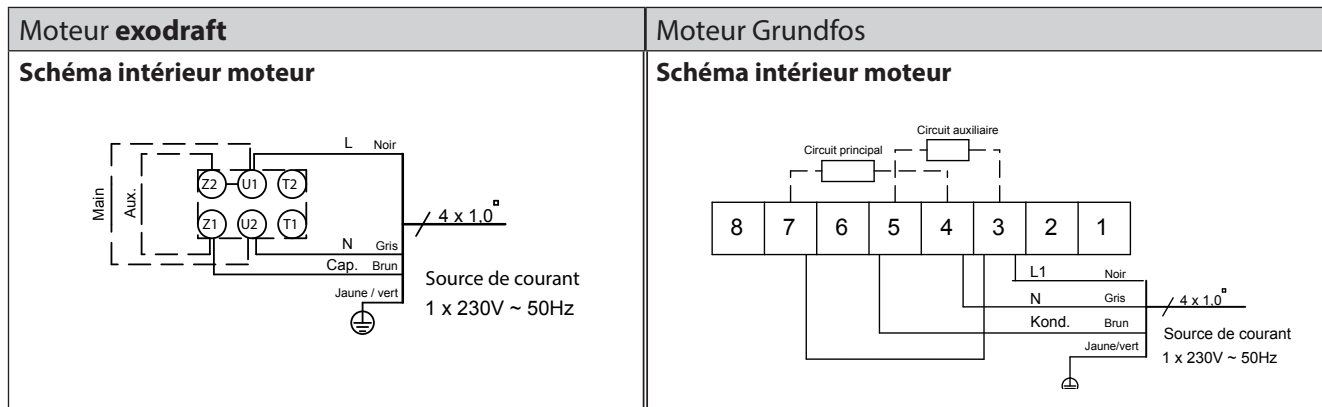 Moteur exodraft
Schéma intérieur moteur
L Noir
Main
Aux.
Z2 U1 T2
Z1 U2 T1
4 x 1,0
N Gris
Cap. Brun
Jaune / vert
Source de courant
1 x 230V ~ 50Hz
Moteur Grundfos
Schéma intérieur moteur
Circuit auxiliaire
Circuit principal
8 7 6 5 4 3 2 1
L1 Noir
N Gris
4 x 1,0
Kond. Brun
Jaune/vert
Source de courant
1 x 230V ~ 50Hz